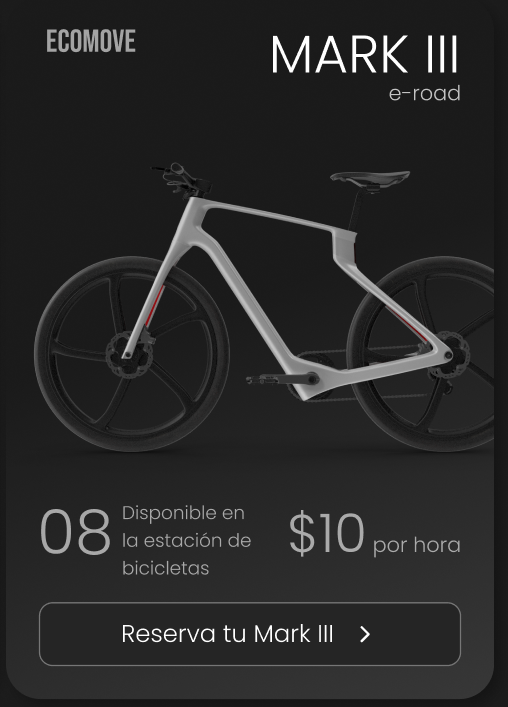 ECOMOVE
MARK III
e-road
08
Disponible en
la estación de
bicicletas
$10 por hora
Reserva tu Mark III